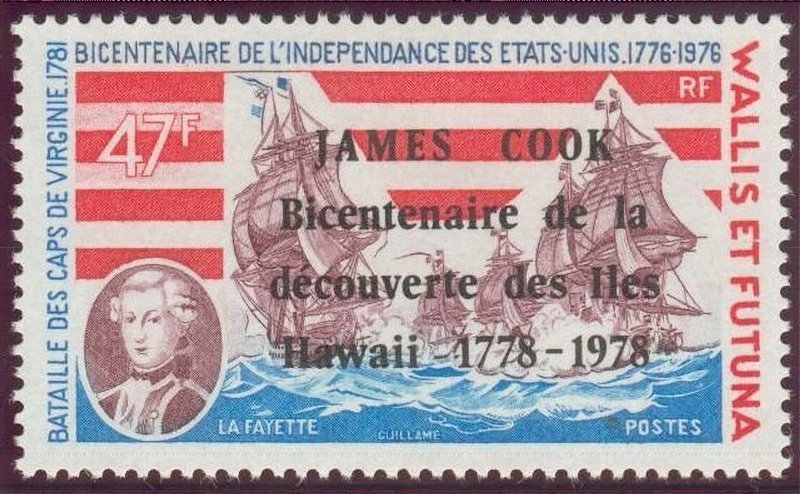 BICENTENAIRE DE L'INDEPENDANCE DES ETATS-UNIS.1776-1976
BATAILLE DES CAPS DE VIRGINIE.1781
47F
RF
WALLIS ET FUTUNA
JAMES COOK
Bicentenaire de la
découverte des Iles
Hawaii - 1778 - 1978
LA FAYETTE
GUILLAME
POSTES